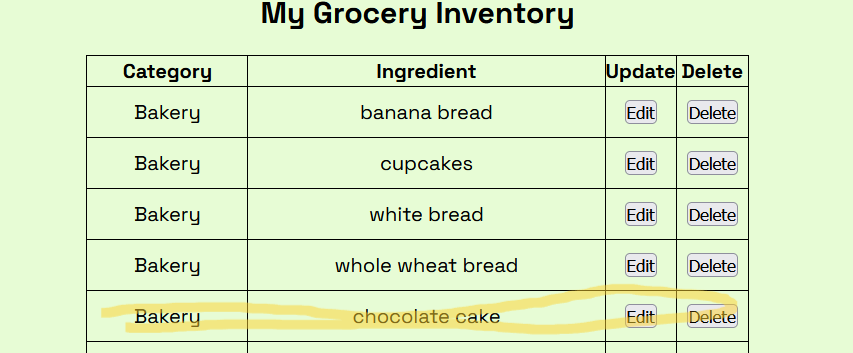 My Grocery Inventory
Category Ingredient Update Delete
Bakery banana bread Edit Delete
Bakery cupcakes Edit Delete
Bakery white bread Edit Delete
Bakery whole wheat bread Edit Delete
Bakery chocolate cake Edit Delete